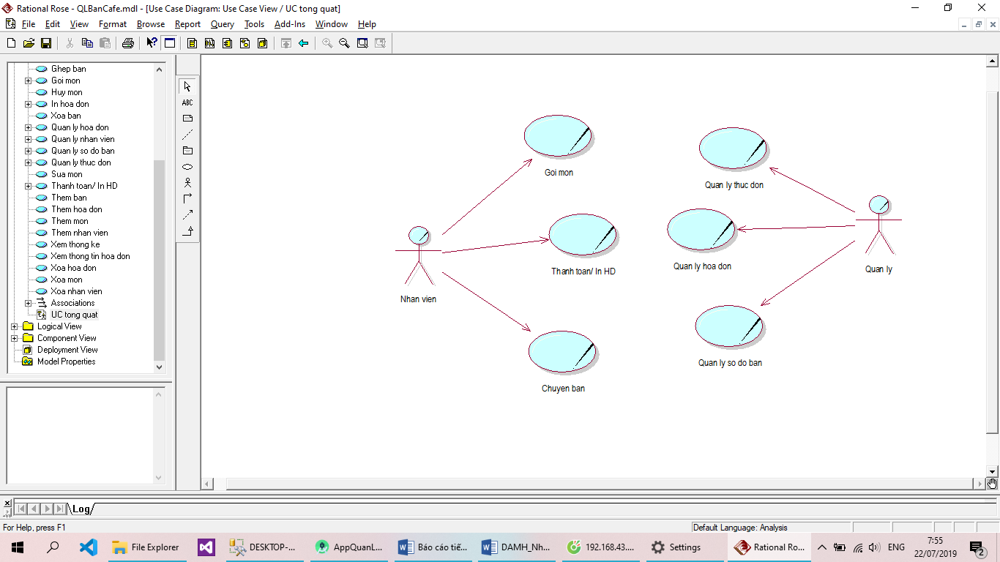 Rational Rose - QLBanCafe.mdl - [Use Case Diagram: Use Case View / UC tong quat]
File Edit View Format Browse Report Query Tools Add-Ins Window Help
Ghep ban
Goi mon
Huy mon
In hoa don
Xoa ban
Quan ly hoa don
Quan ly nhan vien
Quan ly so do ban
Quan ly thuc don
Sua mon
Thanh toan/ In HD
Them ban
Them hoa don
Them mon
Them nhan vien
Xem thong ke
Xem thong tin hoa don
Xoa hoa don
Xoa mon
Xoa nhan vien
Associations
UC tong quat
Logical View
Component View
Deployment View
Model Properties
ABC
Goi mon
Quan ly thuc don
Thanh toan/ In HD
Quan ly hoa don
Quan ly
Nhan vien
Quan ly so do ban
Chuyen ban
Log
For Help, press F1
Default Language: Analysis
File Explorer
DESKTOP-...
AppQuanL...
Báo cáo tiế...
DAMH_Nh...
192.168.43....
Settings
Rational Ro...
ENG
7:55
22/07/2019
2